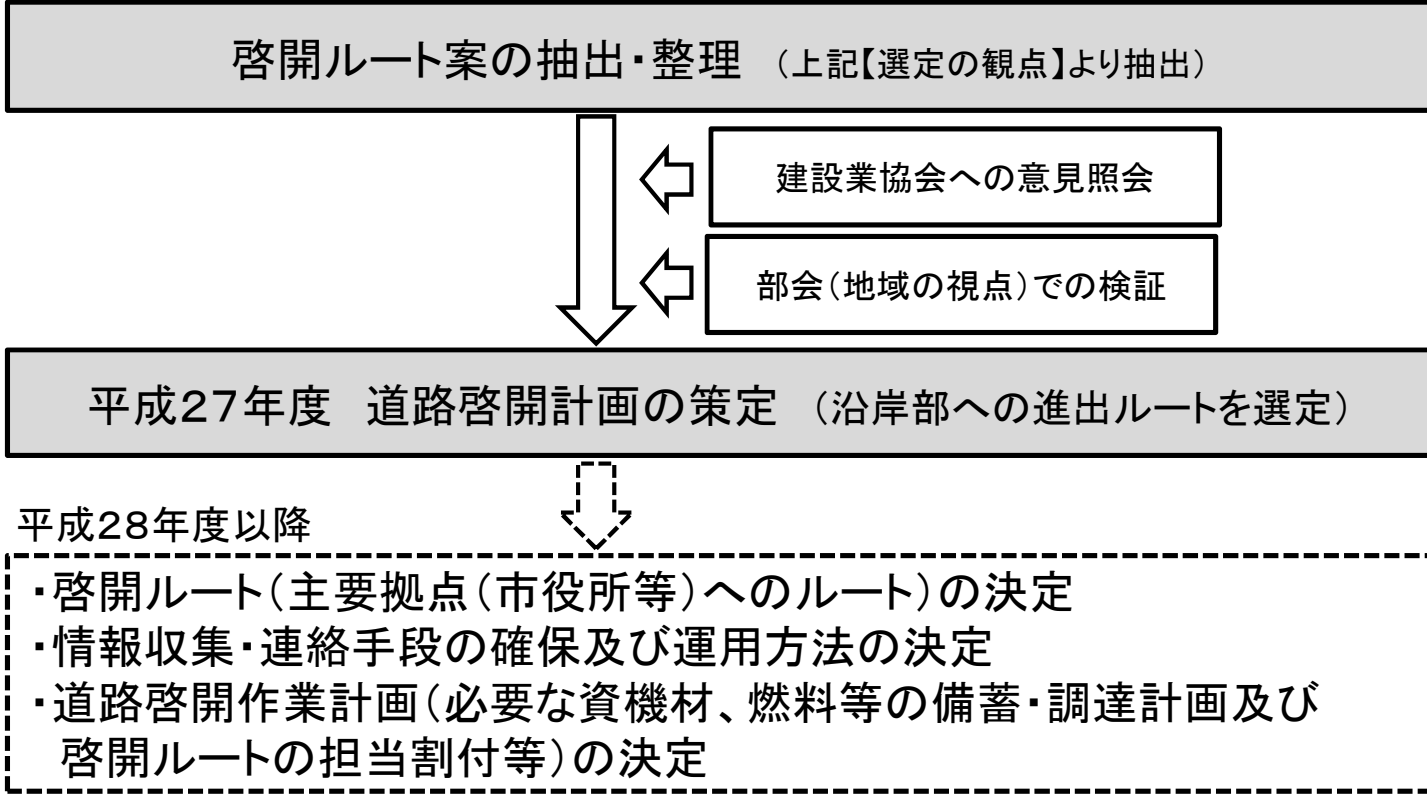 啓開ルート案の抽出・整理 (上記【選定の観点】より抽出)
建設業協会への意見照会
部会(地域の視点)での検証
平成27年度 道路啓開計画の策定 (沿岸部への進出ルートを選定)
平成28年度以降
・啓開ルート(主要拠点(市役所等)へのルート)の決定
・情報収集・連絡手段の確保及び運用方法の決定
・道路啓開作業計画(必要な資機材、燃料等の備蓄・調達計画及び
啓開ルートの担当割付等)の決定